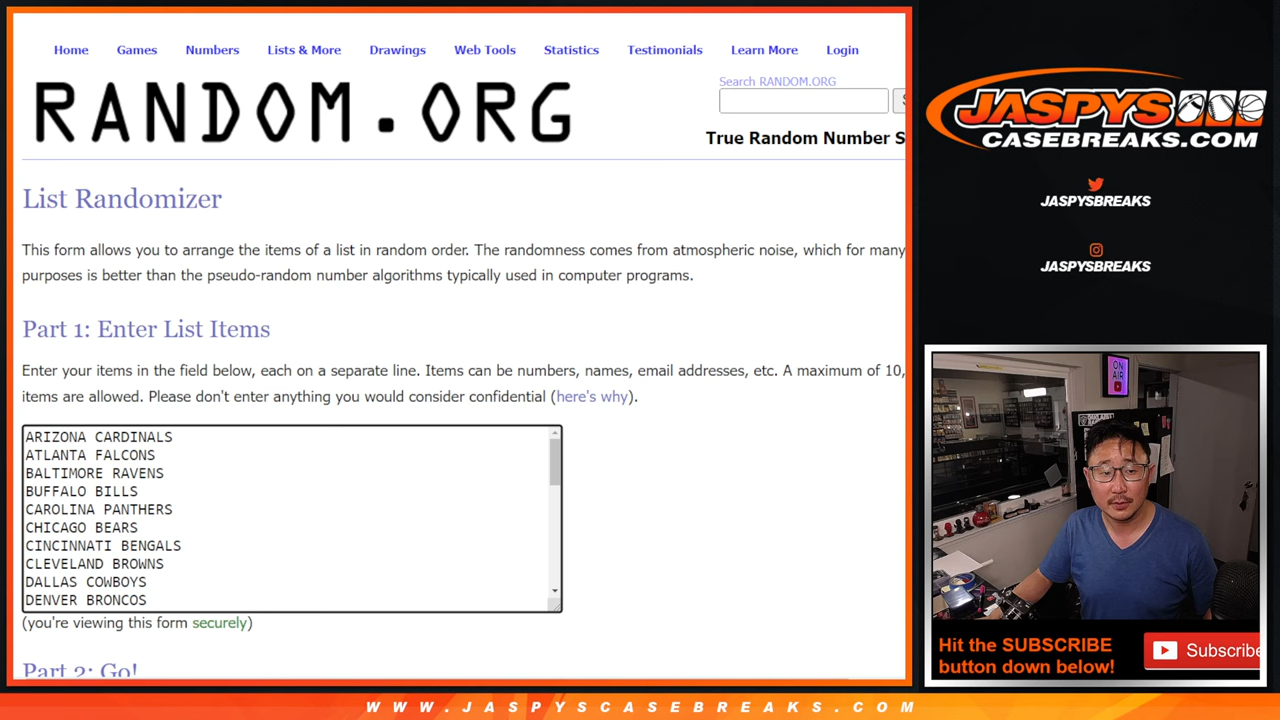 Home Games Numbers Lists & More Drawings Web Tools Statistics Testimonials Learn More Login
RANDOM.ORG
Search RANDOM.ORG
True Random Number S
List Randomizer
This form allows you to arrange the items of a list in random order. The randomness comes from atmospheric noise, which for many
purposes is better than the pseudo-random number algorithms typically used in computer programs.
Part 1: Enter List Items
Enter your items in the field below, each on a separate line. Items can be numbers, names, email addresses, etc. A maximum of 10,
items are allowed. Please don't enter anything you would consider confidential (here's why).
ARIZONA CARDINALS
ATLANTA FALCONS
BALTIMORE RAVENS
BUFFALO BILLS
CAROLINA PANTHERS
CHICAGO BEARS
CINCINNATI BENGALS
CLEVELAND BROWNS
DALLAS COWBOYS
DENVER BRONCOS
(you're viewing this form securely)
Part 2: Go!
JASPYS
CASEBREAKS.COM
JASPYSBREAKS
JASPYSBREAKS
ON
AIR
Hit the SUBSCRIBE
button down below!
Subscribe
WWW.JASPYSCASEBREAKS.COM